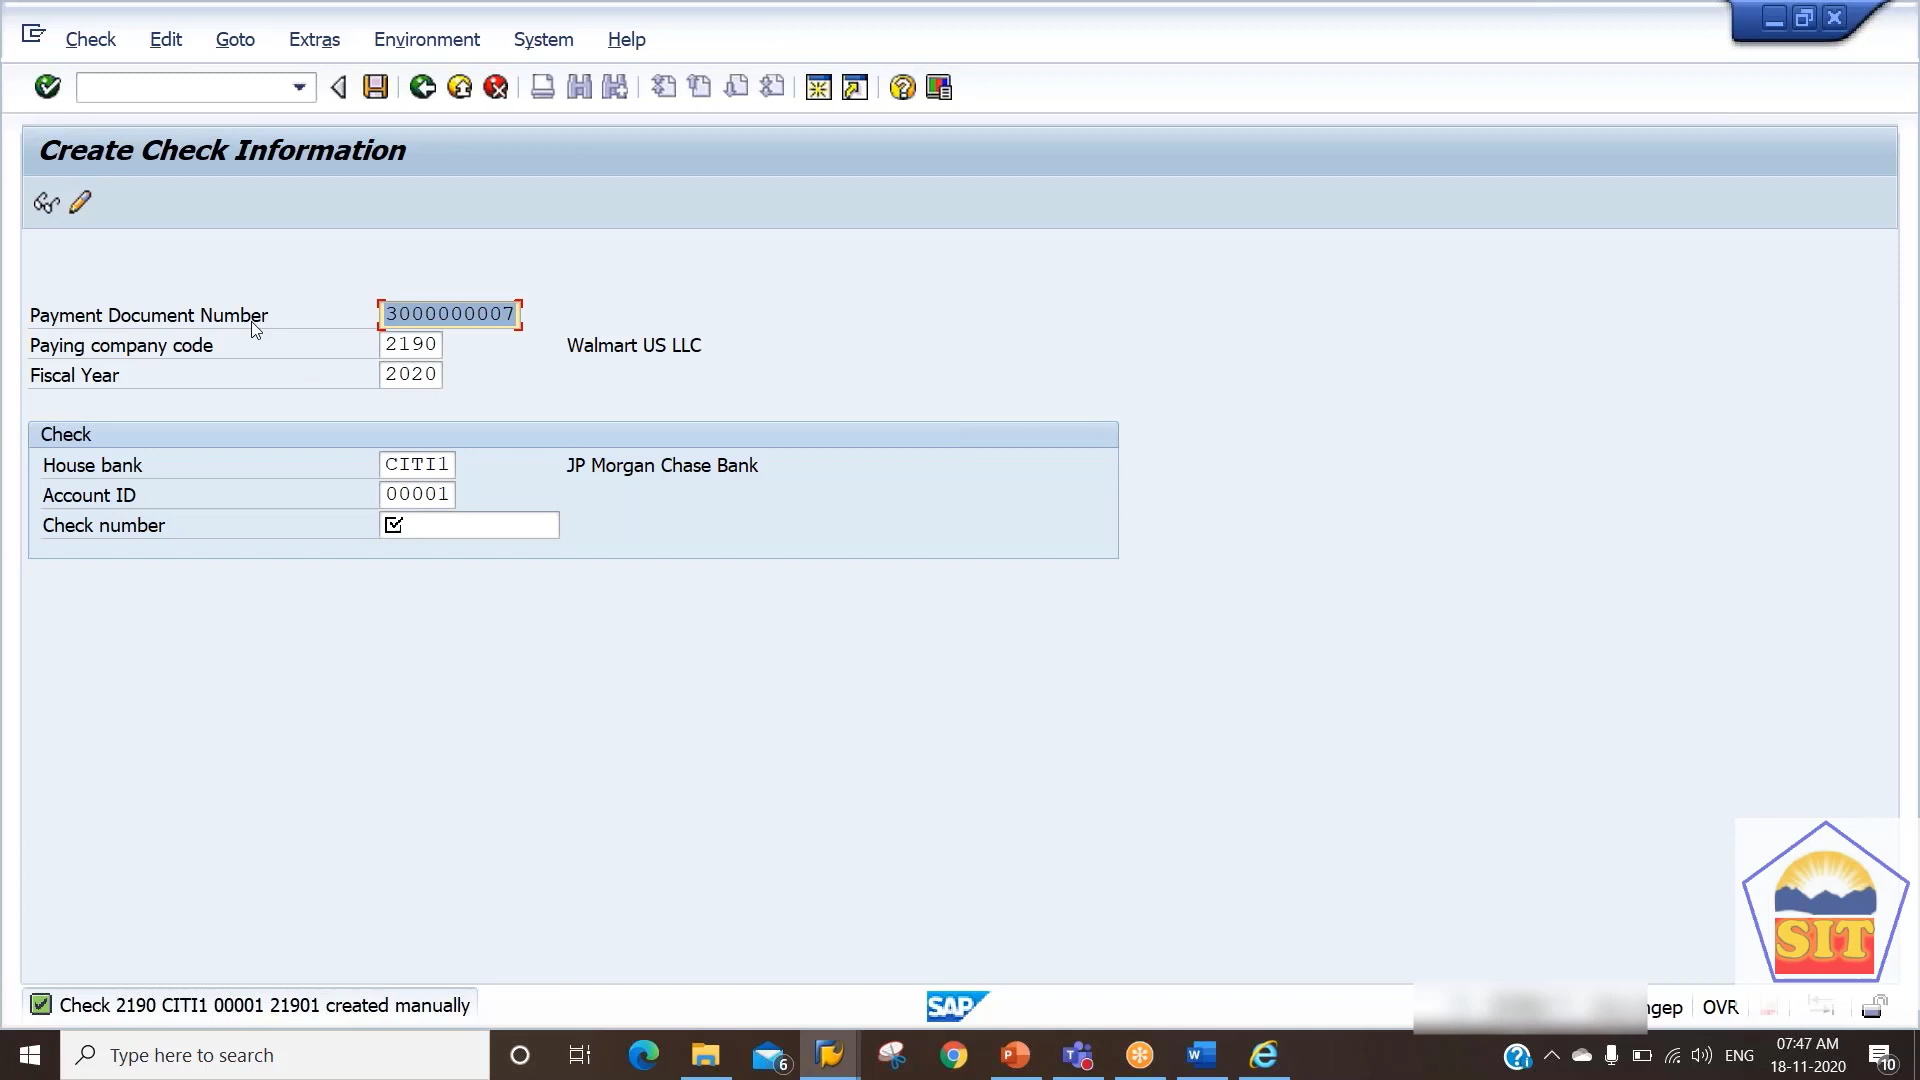 Check Edit Goto Extras Environment System Help
Create Check Information
Payment Document Number 3000000007
Paying company code 2190 Walmart US LLC
Fiscal Year 2020
Check
House bank CITI1 JP Morgan Chase Bank
Account ID 00001
Check number
SIT
Check 2190 CITI1 00001 21901 created manually
SAP
ngep OVR
Type here to search
6
ENG
07:47 AM
18-11-2020
10